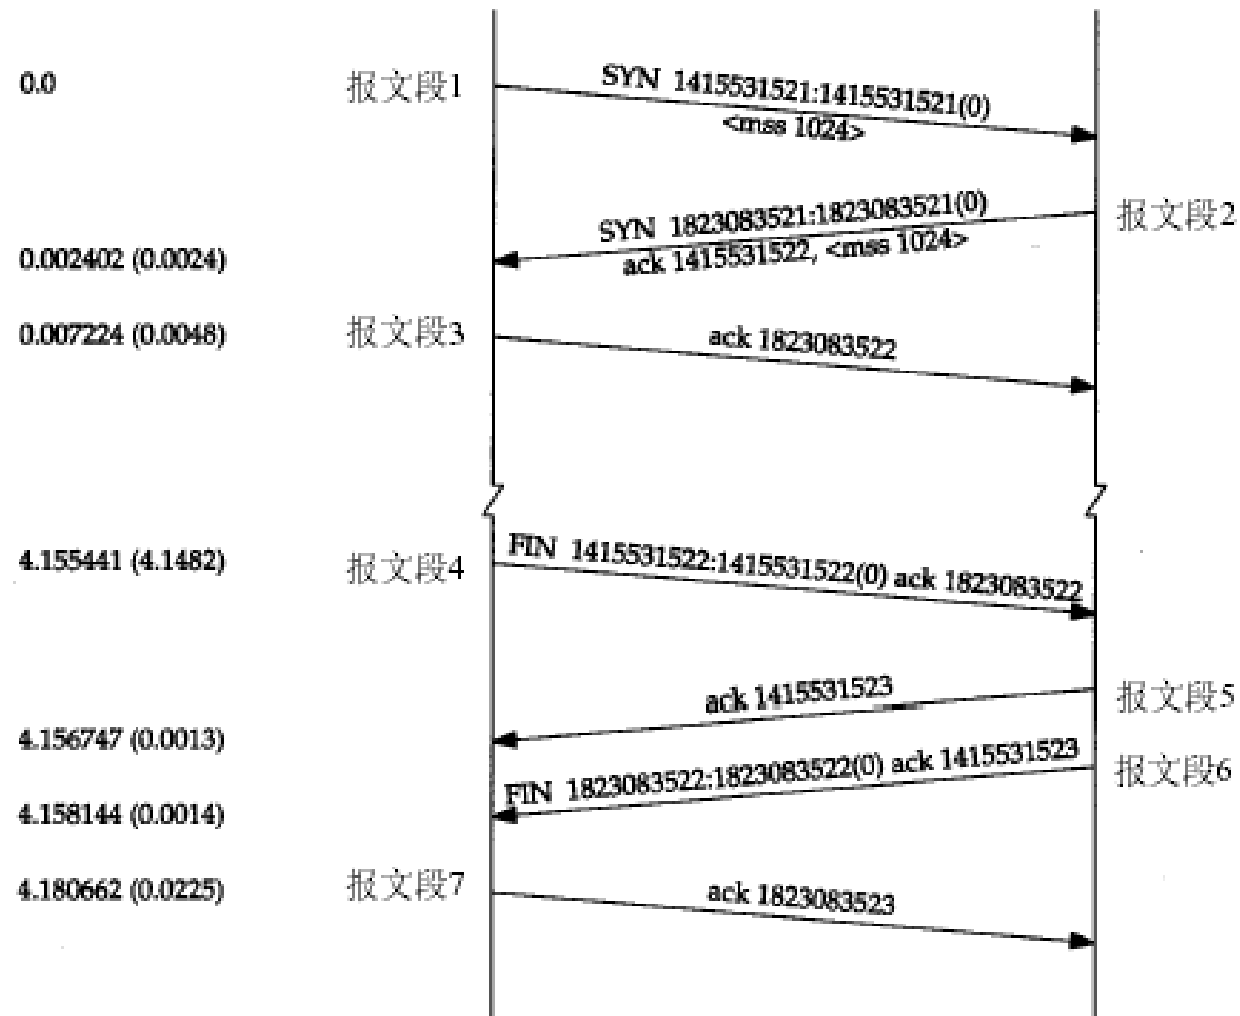 0.0 报文段1 SYN 1415531521:1415531521(0)
<mss 1024>
SYN 1823083521:1823083521(0) 报文段2
0.002402 (0.0024) ack 1415531522, <mss 1024>
0.007224 (0.0048) 报文段3 ack 1823083522
4.155441 (4.1482) 报文段4 FIN 1415531522:1415531522(0) ack 1823083522
ack 1415531523 报文段5
4.156747 (0.0013)
FIN 1823083522:1823083522(0) ack 1415531523 报文段6
4.158144 (0.0014)
4.180662 (0.0225) 报文段7 ack 1823083523